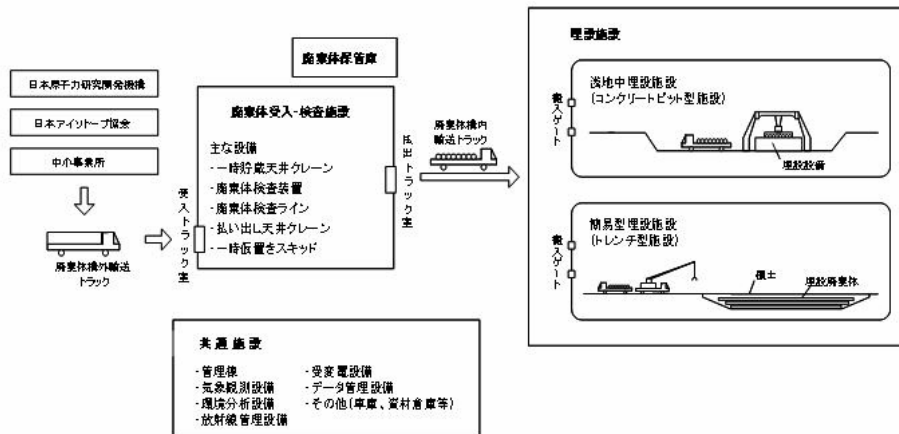 日本原子力研究開発機構
日本アイソトープ協会
中小事業所
廃棄体構外輸送
トラック
受入トラック室
廃棄体保管庫
廃棄体受入・検査施設
主な設備
・一時貯蔵天井クレーン
・廃棄体検査装置
・廃棄体検査ライン
・払い出し天井クレーン
・一時仮置きスキッド
払出トラック室
廃棄体構内
輸送トラック
埋設施設
搬入ゲート
浅地中埋設施設
(コンクリートピット型施設)
埋設設備
搬入ゲート
簡易型埋設施設
(トレンチ型施設)
覆土
埋設廃棄体
共通施設
・管理棟
・気象観測設備
・環境分析設備
・放射線管理設備
・受変電設備
・データ管理設備
・その他(車庫、資材倉庫等)